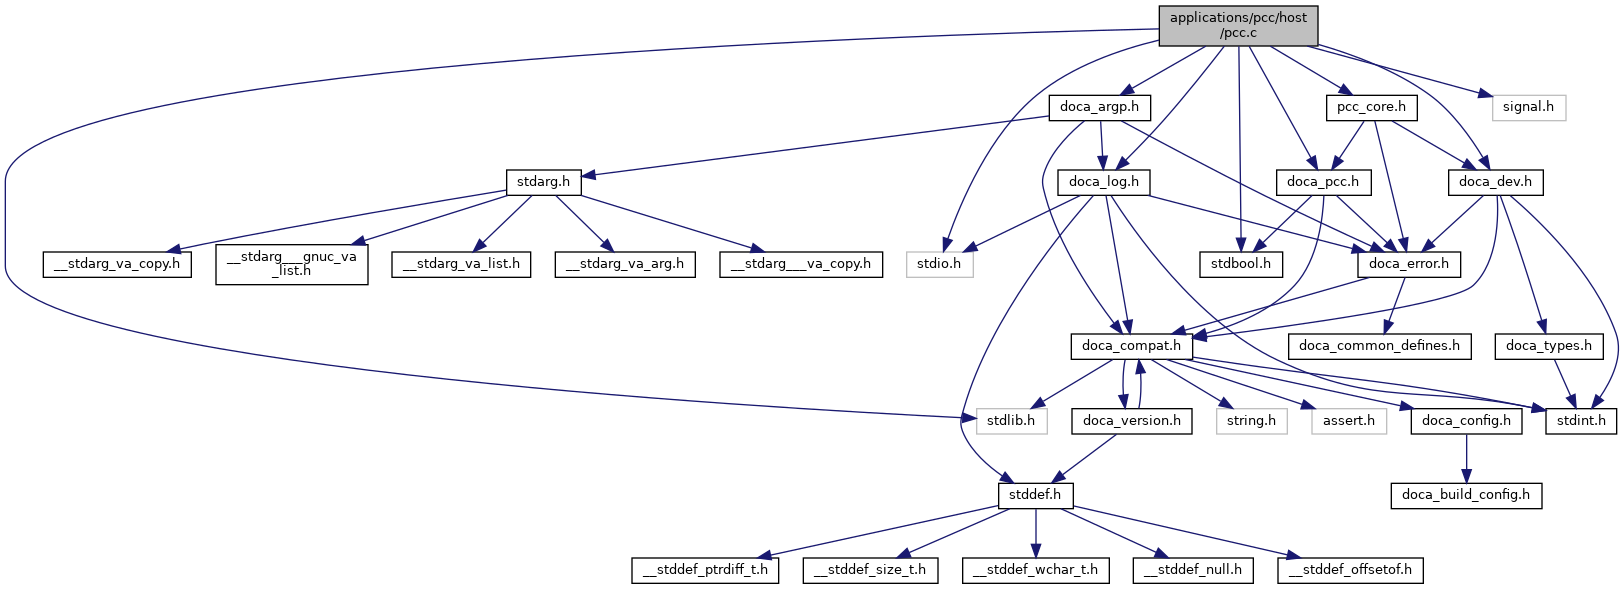 applications/pcc/host
/pcc.c
doca_argp.h
pcc_core.h
signal.h
stdarg.h
doca_log.h
doca_pcc.h
doca_dev.h
__stdarg_va_copy.h
__stdarg___gnuc_va
_list.h
__stdarg_va_list.h
__stdarg_va_arg.h
__stdarg___va_copy.h
stdio.h
stdbool.h
doca_error.h
doca_compat.h
doca_common_defines.h
doca_types.h
stdlib.h
doca_version.h
string.h
assert.h
doca_config.h
stdint.h
stddef.h
doca_build_config.h
__stddef_ptrdiff_t.h
__stddef_size_t.h
__stddef_wchar_t.h
__stddef_null.h
__stddef_offsetof.h